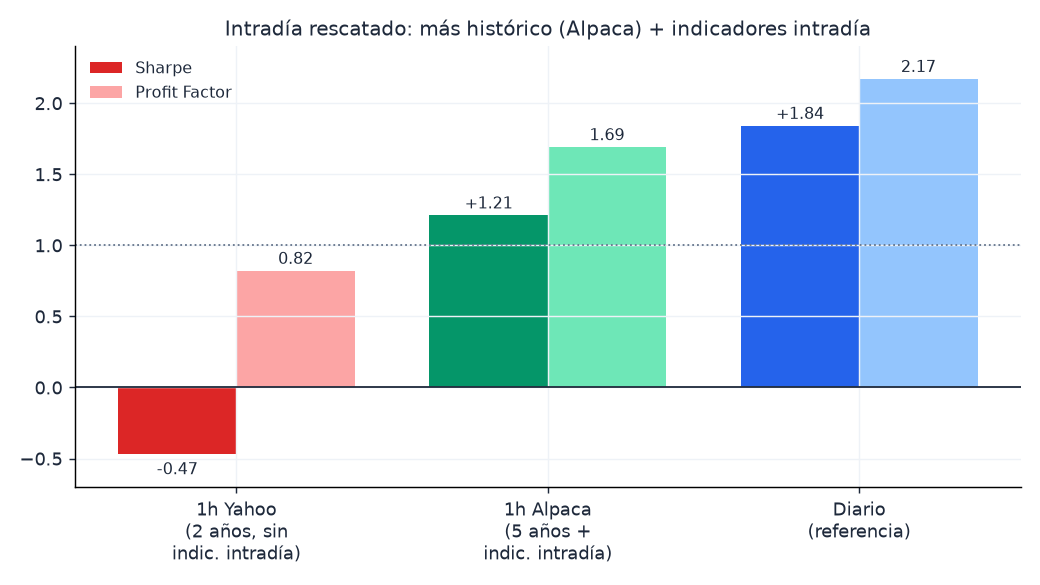 Intradía rescatado: más histórico (Alpaca) + indicadores intradía
Sharpe
Profit Factor
2.0
1.5
1.0
0.5
0.0
−0.5
-0.47
0.82
+1.21
1.69
+1.84
2.17
1h Yahoo
(2 años, sin
indic. intradía)
1h Alpaca
(5 años +
indic. intradía)
Diario
(referencia)